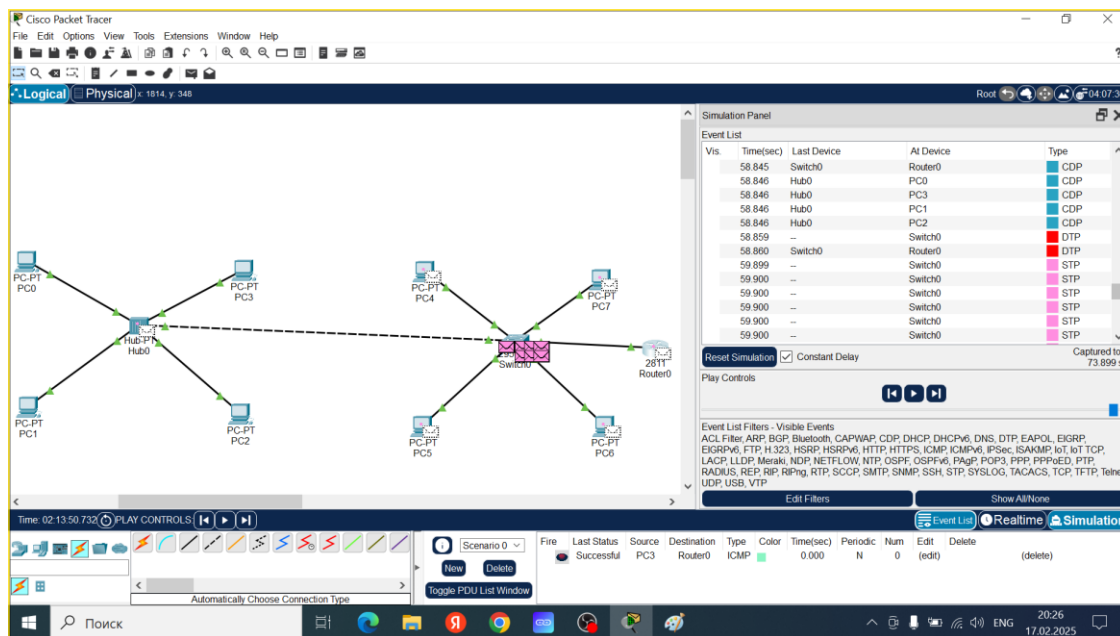 Cisco Packet Tracer
File Edit Options View Tools Extensions Window Help
Logical Physical x: 1814, y: 348 Root 04:07:3
Simulation Panel
Event List
Vis. Time(sec) Last Device At Device Type
58.845 Switch0 Router0 CDP
58.846 Hub0 PC0 CDP
58.846 Hub0 PC3 CDP
58.846 Hub0 PC1 CDP
58.846 Hub0 PC2 CDP
58.859 -- Switch0 DTP
58.860 Switch0 Router0 DTP
59.899 -- Switch0 STP
59.900 -- Switch0 STP
59.900 -- Switch0 STP
59.900 -- Switch0 STP
59.900 -- Switch0 STP
59.900 -- Switch0 STP
Reset Simulation Constant Delay Captured to
73.899 s
Play Controls
Event List Filters - Visible Events
ACL Filter, ARP, BGP, Bluetooth, CAPWAP, CDP, DHCP, DHCPv6, DNS, DTP, EAPOL, EIGRP,
EIGRPv6, FTP, H.323, HSRP, HSRPv6, HTTP, HTTPS, ICMP, ICMPv6, IPSec, ISAKMP, IoT, IoT TCP,
LACP, LLDP, Meraki, NDP, NETFLOW, NTP, OSPF, OSPFv6, PAgP, POP3, PPP, PPPoED, PTP,
RADIUS, REP, RIP, RIPng, RTP, SCCP, SMTP, SNMP, SSH, STP, SYSLOG, TACACS, TCP, TFTP, Telne
UDP, USB, VTP
Edit Filters Show All/None
PC-PT
PC0
PC-PT
PC3
PC-PT
PC4
PC-PT
PC7
Hub-PT
Hub0
Switch0
2811
Router0
PC-PT
PC1
PC-PT
PC2
PC-PT
PC5
PC-PT
PC6
Time: 02:13:50.732 PLAY CONTROLS: Event List Realtime Simulation
Scenario 0
New Delete
Toggle PDU List Window
Fire Last Status Source Destination Type Color Time(sec) Periodic Num Edit Delete
Successful PC3 Router0 ICMP 0.000 N 0 (edit) (delete)
Automatically Choose Connection Type
Поиск
ENG
20:26
17.02.2025